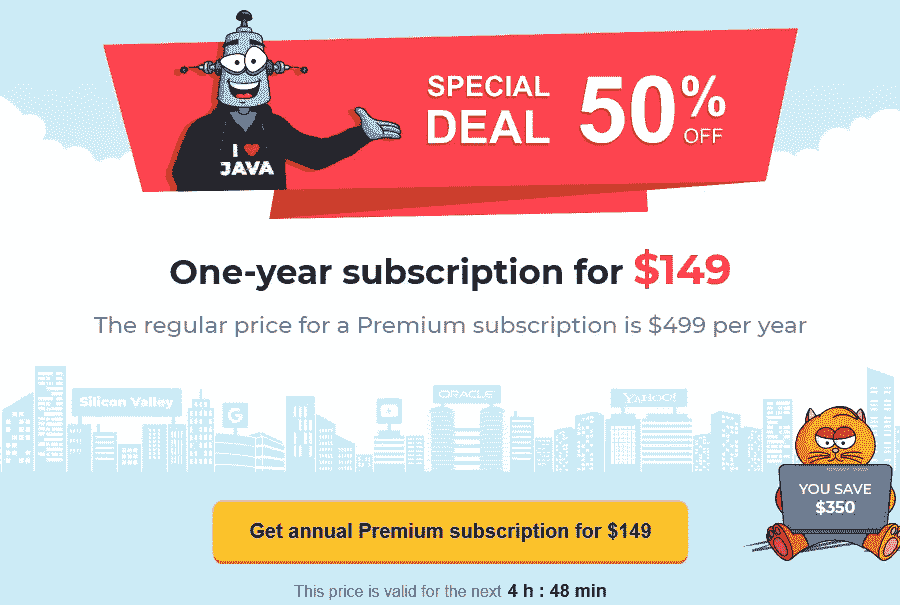 SPECIAL
DEAL
50%
OFF
I ❤
JAVA
One-year subscription for $149
The regular price for a Premium subscription is $499 per year
Silicon Valley
G
ORACLE
YAHOO!
YOU SAVE
$350
Get annual Premium subscription for $149
This price is valid for the next 4 h : 48 min